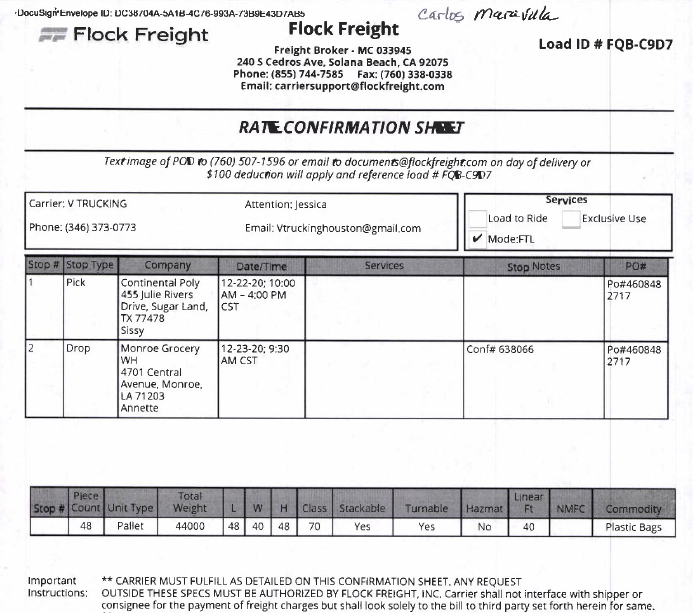 DocuSign Envelope ID: DC38704A-5A1B-4C76-993A-73B9E43D7AB5
Carlos Maravilla
Flock Freight
Flock Freight
Freight Broker - MC 033945
240 S Cedros Ave, Solana Beach, CA 92075
Phone: (855) 744-7585 Fax: (760) 338-0338
Email: carriersupport@flockfreight.com
Load ID # FQB-C9D7
RATE CONFIRMATION SHEET
Text image of POD to (760) 507-1596 or email to documents@flockfreight.com on day of delivery or
$100 deduction will apply and reference load # FQB-C9D7
Carrier: V TRUCKING
Attention: Jessica
Phone: (346) 373-0773
Email: Vtruckinghouston@gmail.com
Services
Load to Ride
Exclusive Use
✔ Mode:FTL
Stop # Stop Type Company Date/Time Services Stop Notes PO#
1 Pick Continental Poly 12-22-20; 10:00 Po#460848
455 Julie Rivers AM – 4:00 PM 2717
Drive, Sugar Land, CST
TX 77478
Sissy
2 Drop Monroe Grocery 12-23-20; 9:30 Conf# 638066 Po#460848
WH AM CST 2717
4701 Central
Avenue, Monroe,
LA 71203
Annette
Stop # Piece Count Unit Type Total Weight L W H Class Stackable Turnable Hazmat Linear Ft NMFC Commodity
48 Pallet 44000 48 40 48 70 Yes Yes No 40 Plastic Bags
Important ** CARRIER MUST FULFILL AS DETAILED ON THIS CONFIRMATION SHEET. ANY REQUEST
Instructions: OUTSIDE THESE SPECS MUST BE AUTHORIZED BY FLOCK FREIGHT, INC. Carrier shall not interface with shipper or
consignee for the payment of freight charges but shall look solely to the bill to third party set forth herein for same.